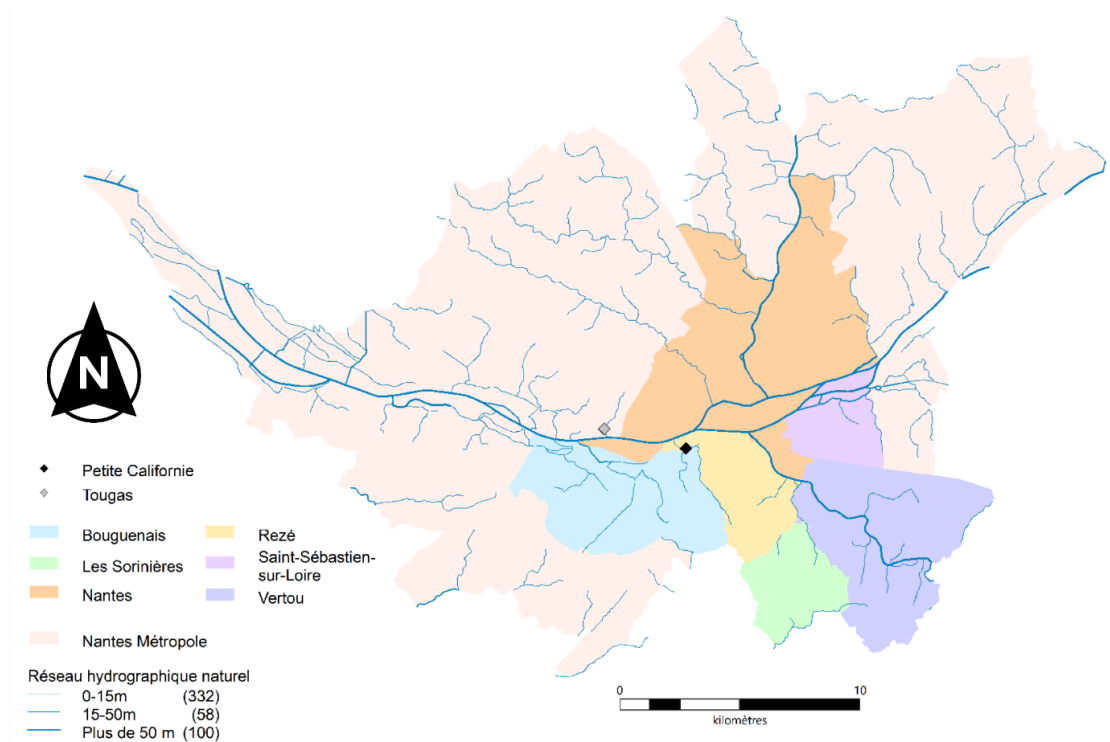 N
Petite Californie
Tougas
Bouguenais
Rezé
Les Sorinières
Saint-Sébastien-
sur-Loire
Nantes
Vertou
Nantes Métropole
Réseau hydrographique naturel
0-15m (332)
15-50m (58)
Plus de 50 m (100)
0 10
kilomètres